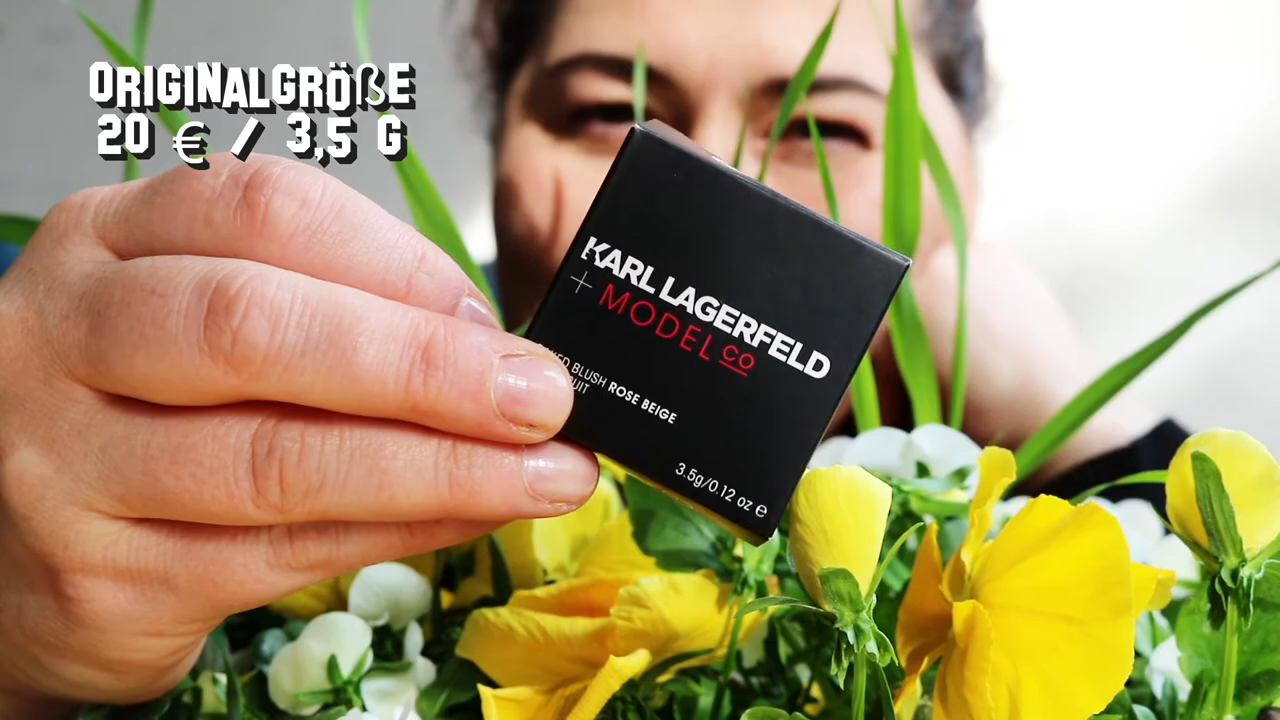 ORIGINALGRÖßE
20 € / 3,5 G
KARL LAGERFELD
+ MODEL CO
BLUSH ROSE BEIGE
3.5g/0.12 oz e